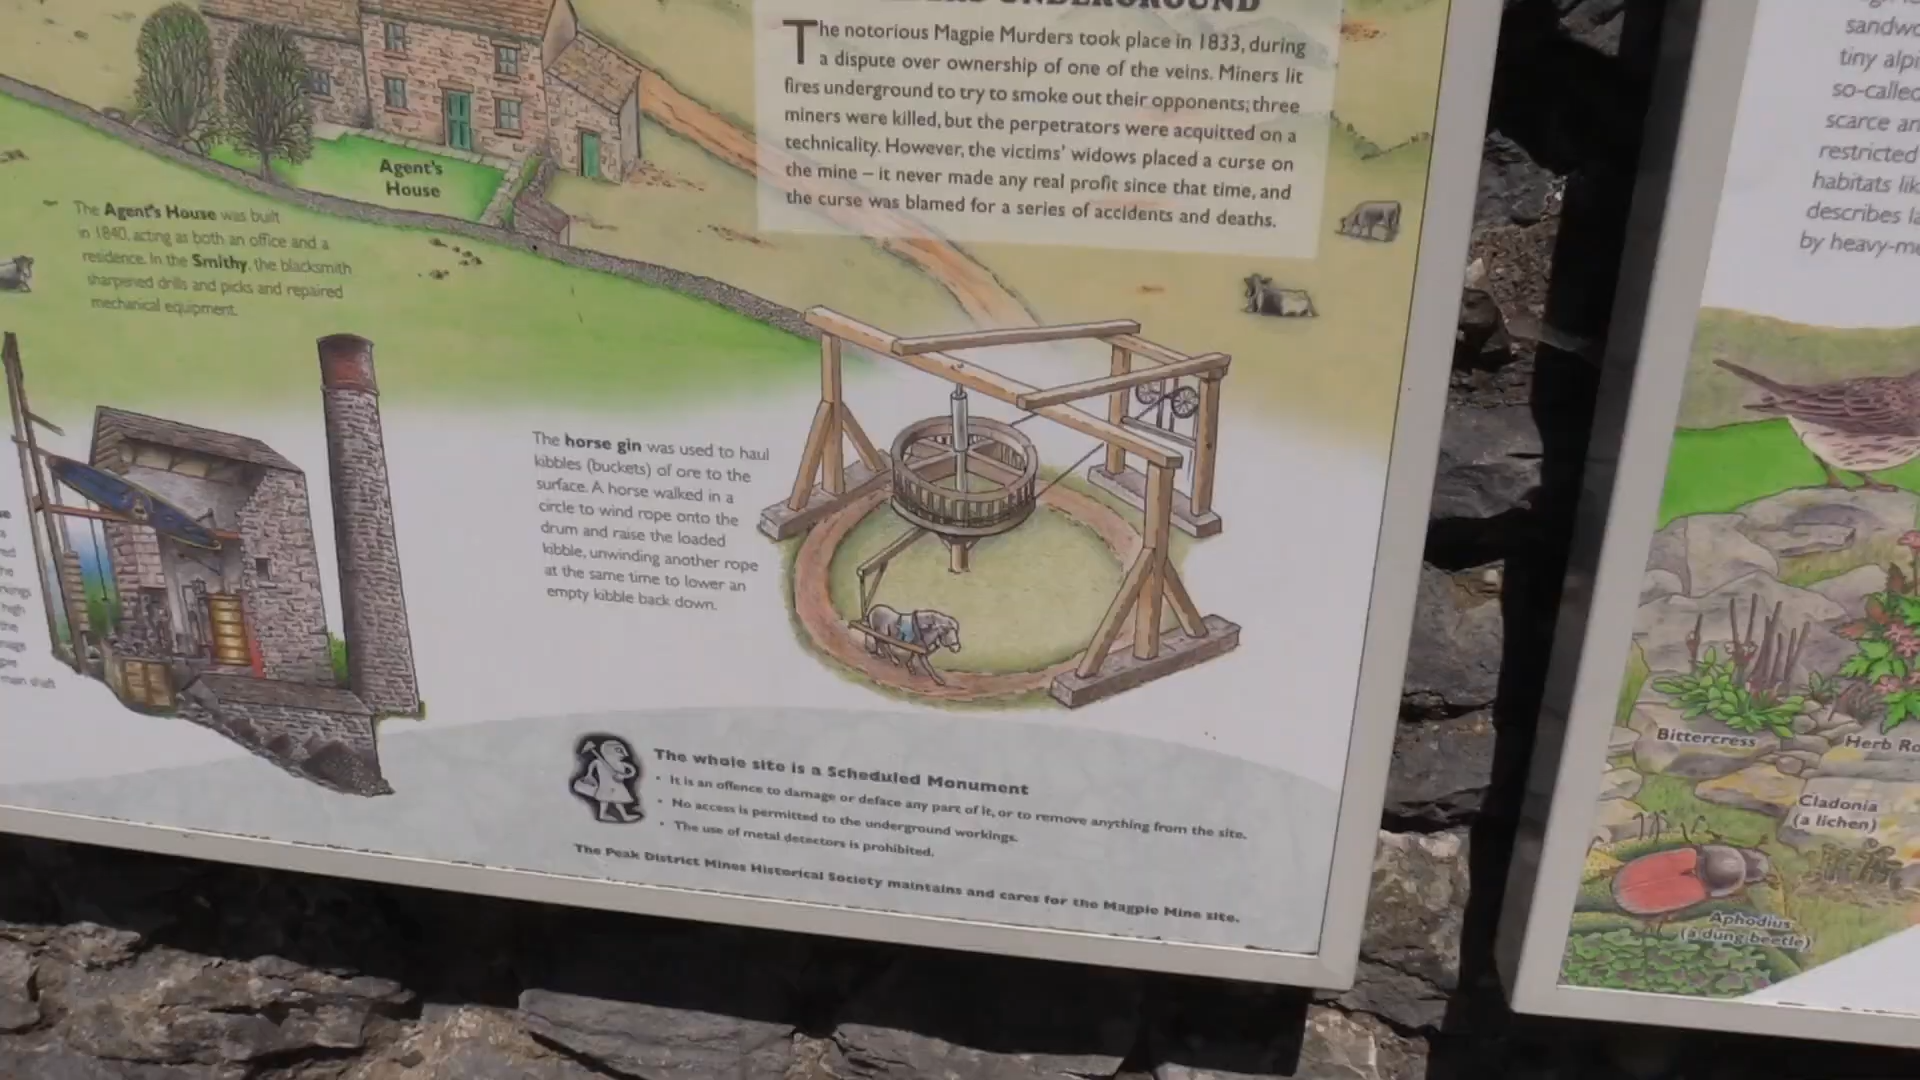 UNDERGROUND
The notorious Magpie Murders took place in 1833, during
a dispute over ownership of one of the veins. Miners lit
fires underground to try to smoke out their opponents; three
miners were killed, but the perpetrators were acquitted on a
technicality. However, the victims' widows placed a curse on
the mine – it never made any real profit since that time, and
the curse was blamed for a series of accidents and deaths.
Agent's
House
The Agent's House was built
in 1840, acting as both an office and a
residence. In the Smithy, the blacksmith
sharpened drills and picks and repaired
mechanical equipment.
The horse gin was used to haul
kibbles (buckets) of ore to the
surface. A horse walked in a
circle to wind rope onto the
drum and raise the loaded
kibble, unwinding another rope
at the same time to lower an
empty kibble back down.
high
the
main shaft
The whole site is a Scheduled Monument
• It is an offence to damage or deface any part of it, or to remove anything from the site.
• No access is permitted to the underground workings.
• The use of metal detectors is prohibited.
The Peak District Mines Historical Society maintains and cares for the Magpie Mine site.
sandwo
tiny alpi
so-called
scarce an
restricted
habitats lik
describes la
by heavy-me
Bittercress
Herb Ro
Cladonia
(a lichen)
Aphodius
(a dung beetle)